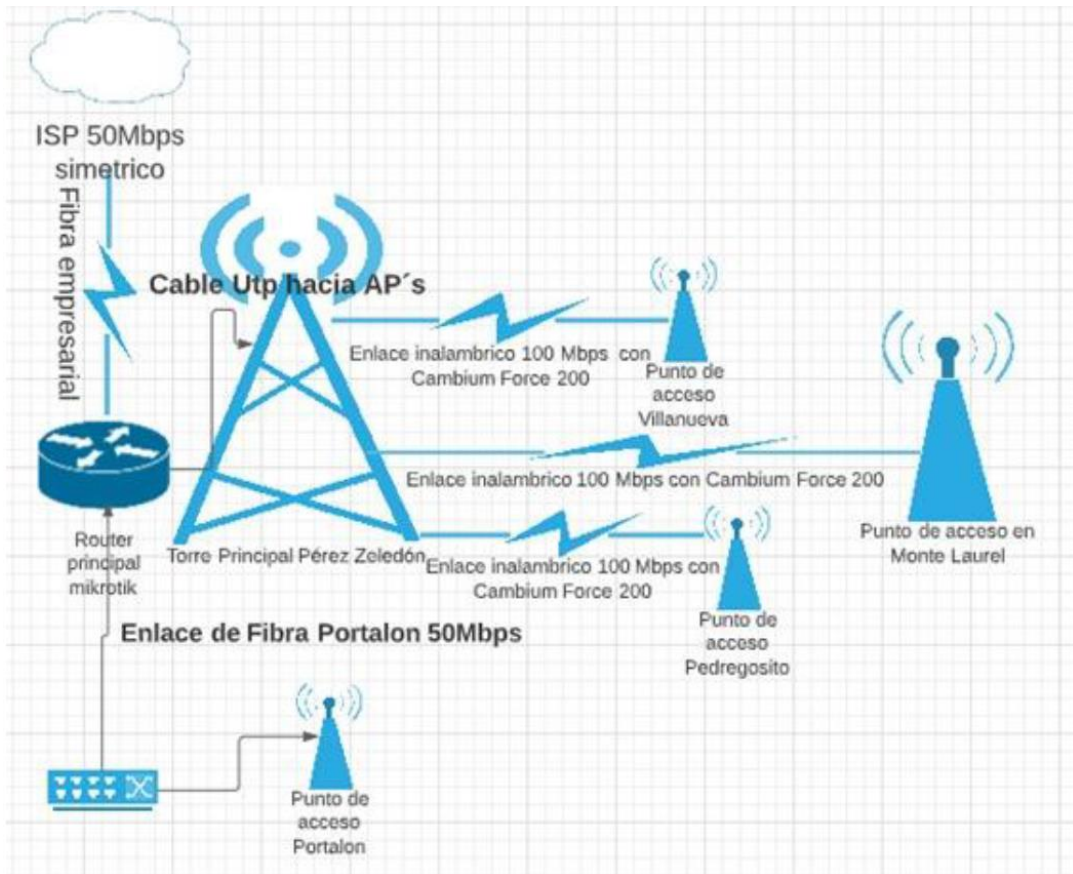 ISP 50Mbps
simetrico
Fibra empresarial
Cable Utp hacia AP´s
Enlace inalambrico 100 Mbps con
Cambium Force 200
Punto de
acceso
Villanueva
Enlace inalambrico 100 Mbps con Cambium Force 200
Punto de acceso en
Monte Laurel
Router
principal
mikrotik
Torre Principal Pérez Zeledón
Enlace inalambrico 100 Mbps con
Cambium Force 200
Punto de
acceso
Pedregosito
Enlace de Fibra Portalon 50Mbps
Punto de
acceso
Portalon